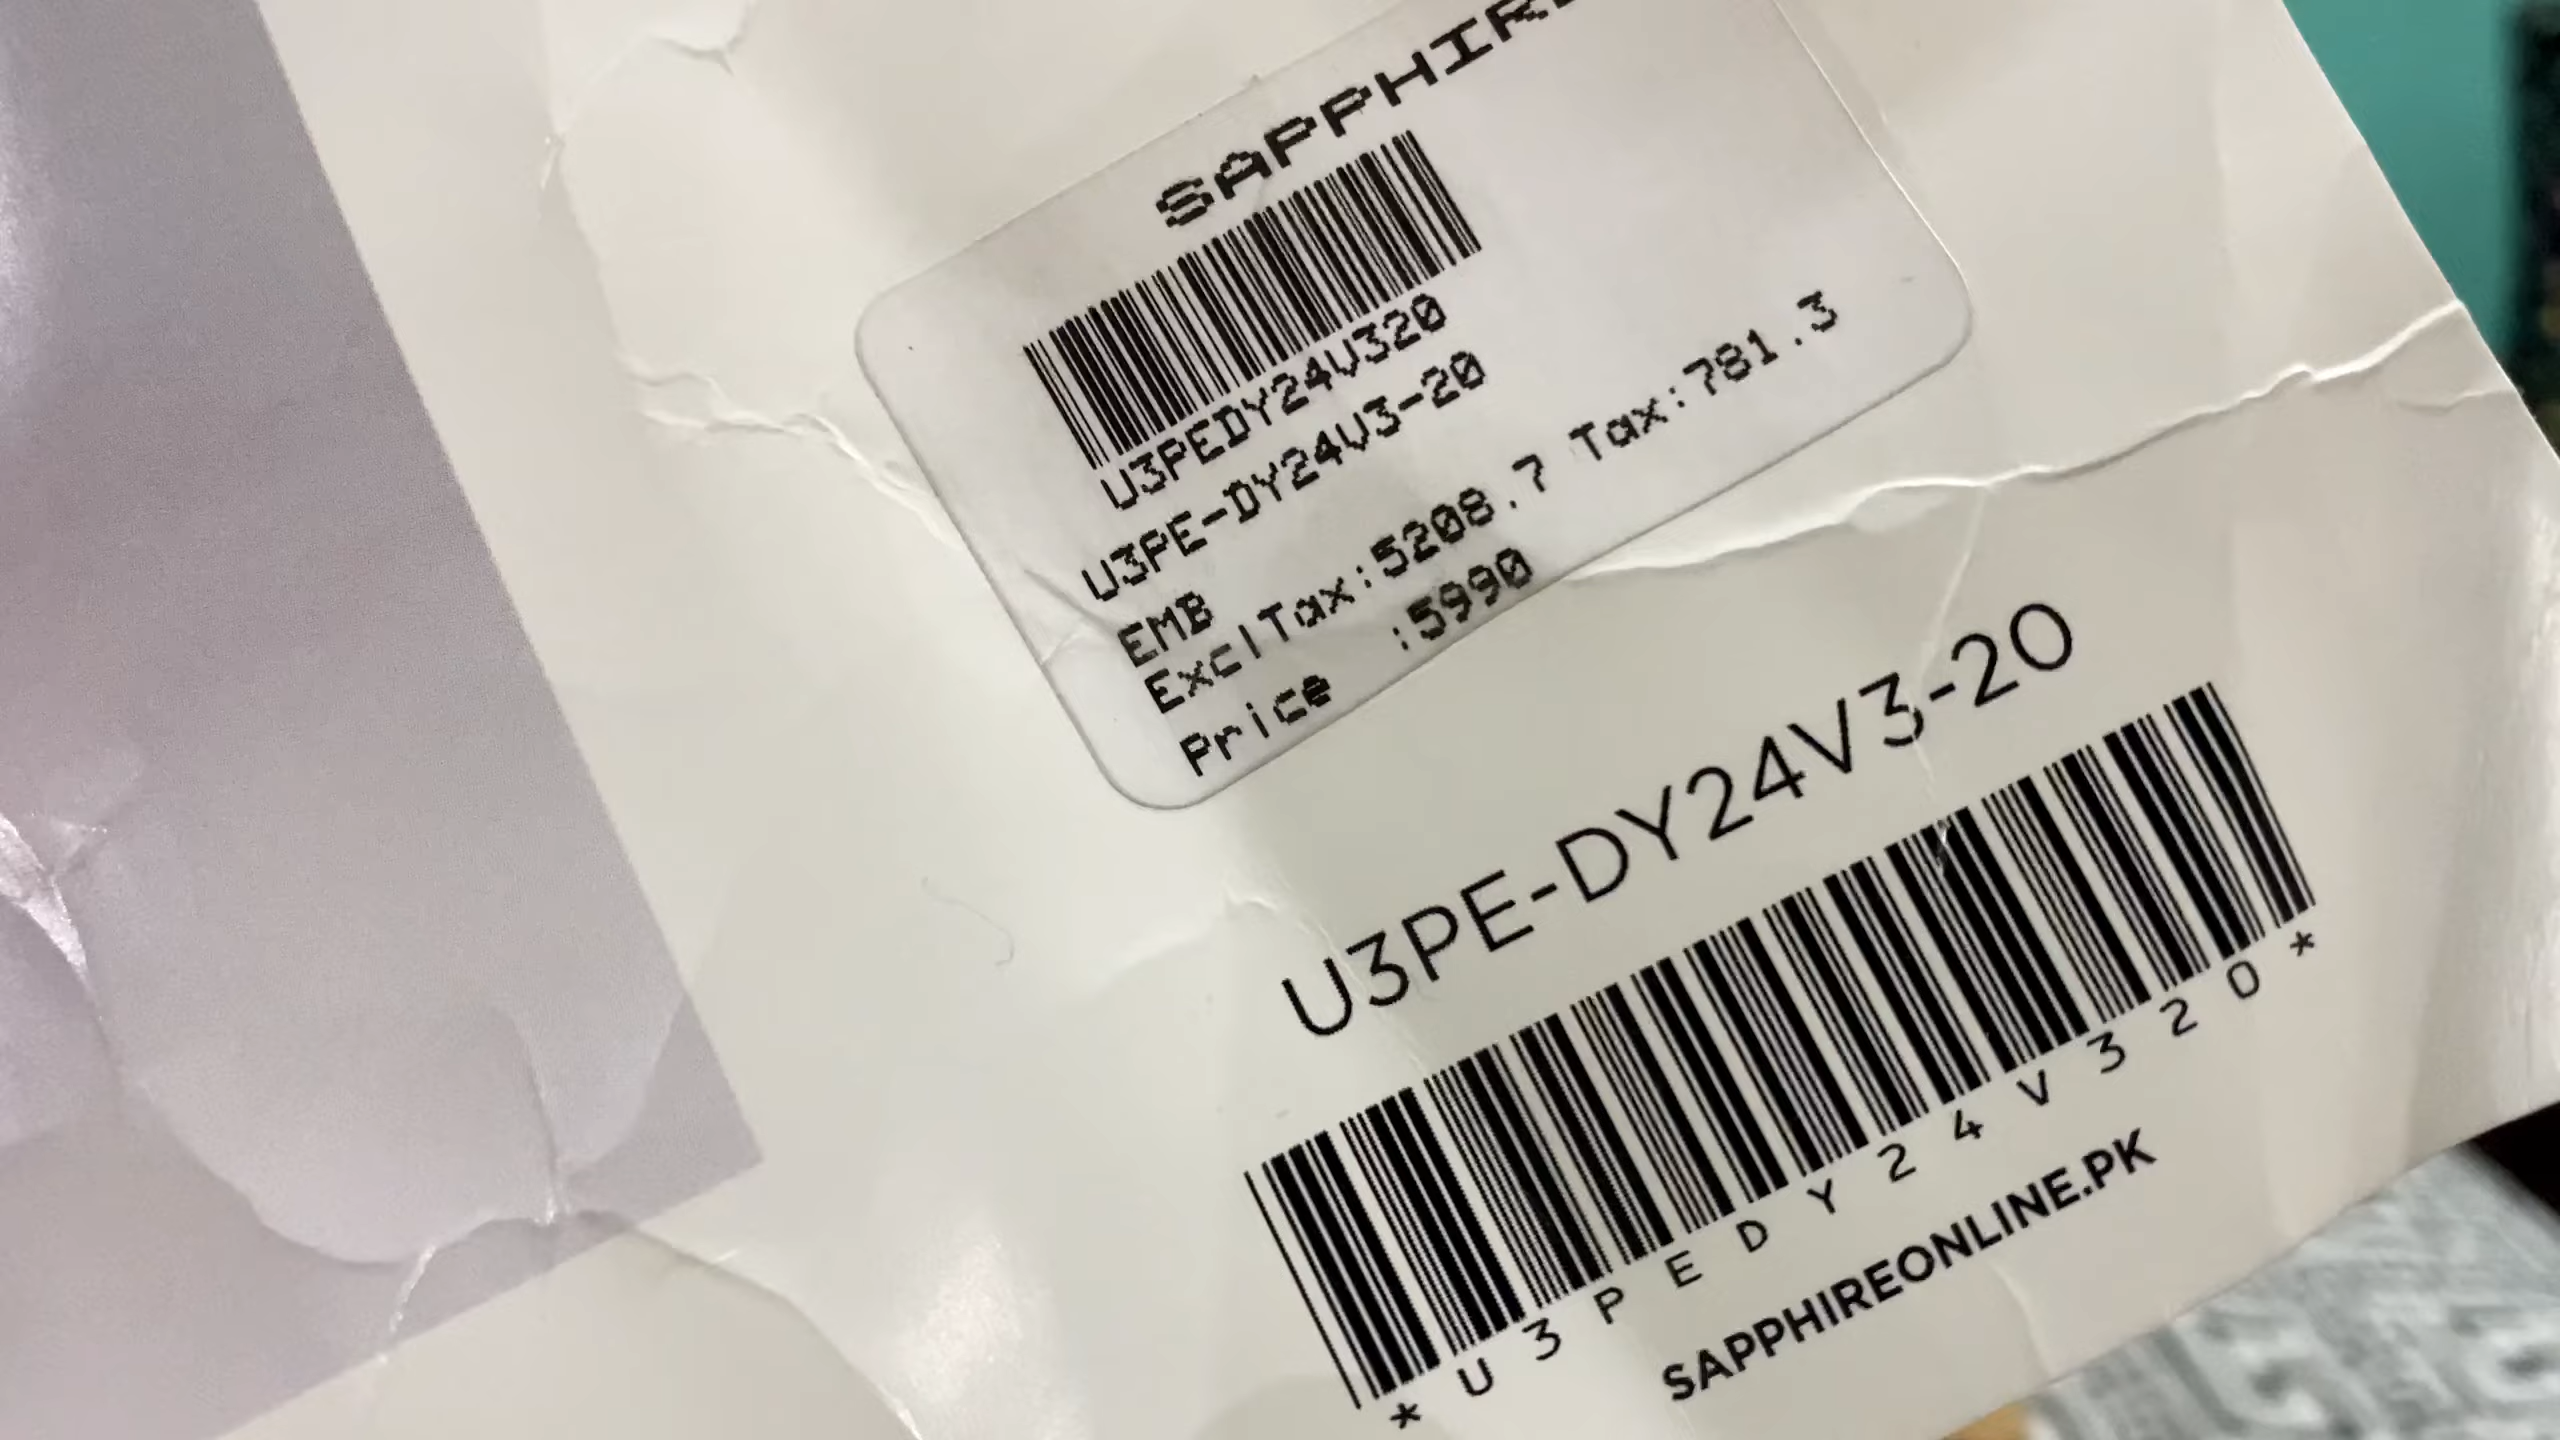 SAPPHIRE
U3PEDY24V320
U3PE-DY24V3-20
EMB
ExclTax:5208.7 Tax:781.3
Price :5990
U3PE-DY24V3-20
*U3PEDY24V320*
SAPPHIREONLINE.PK